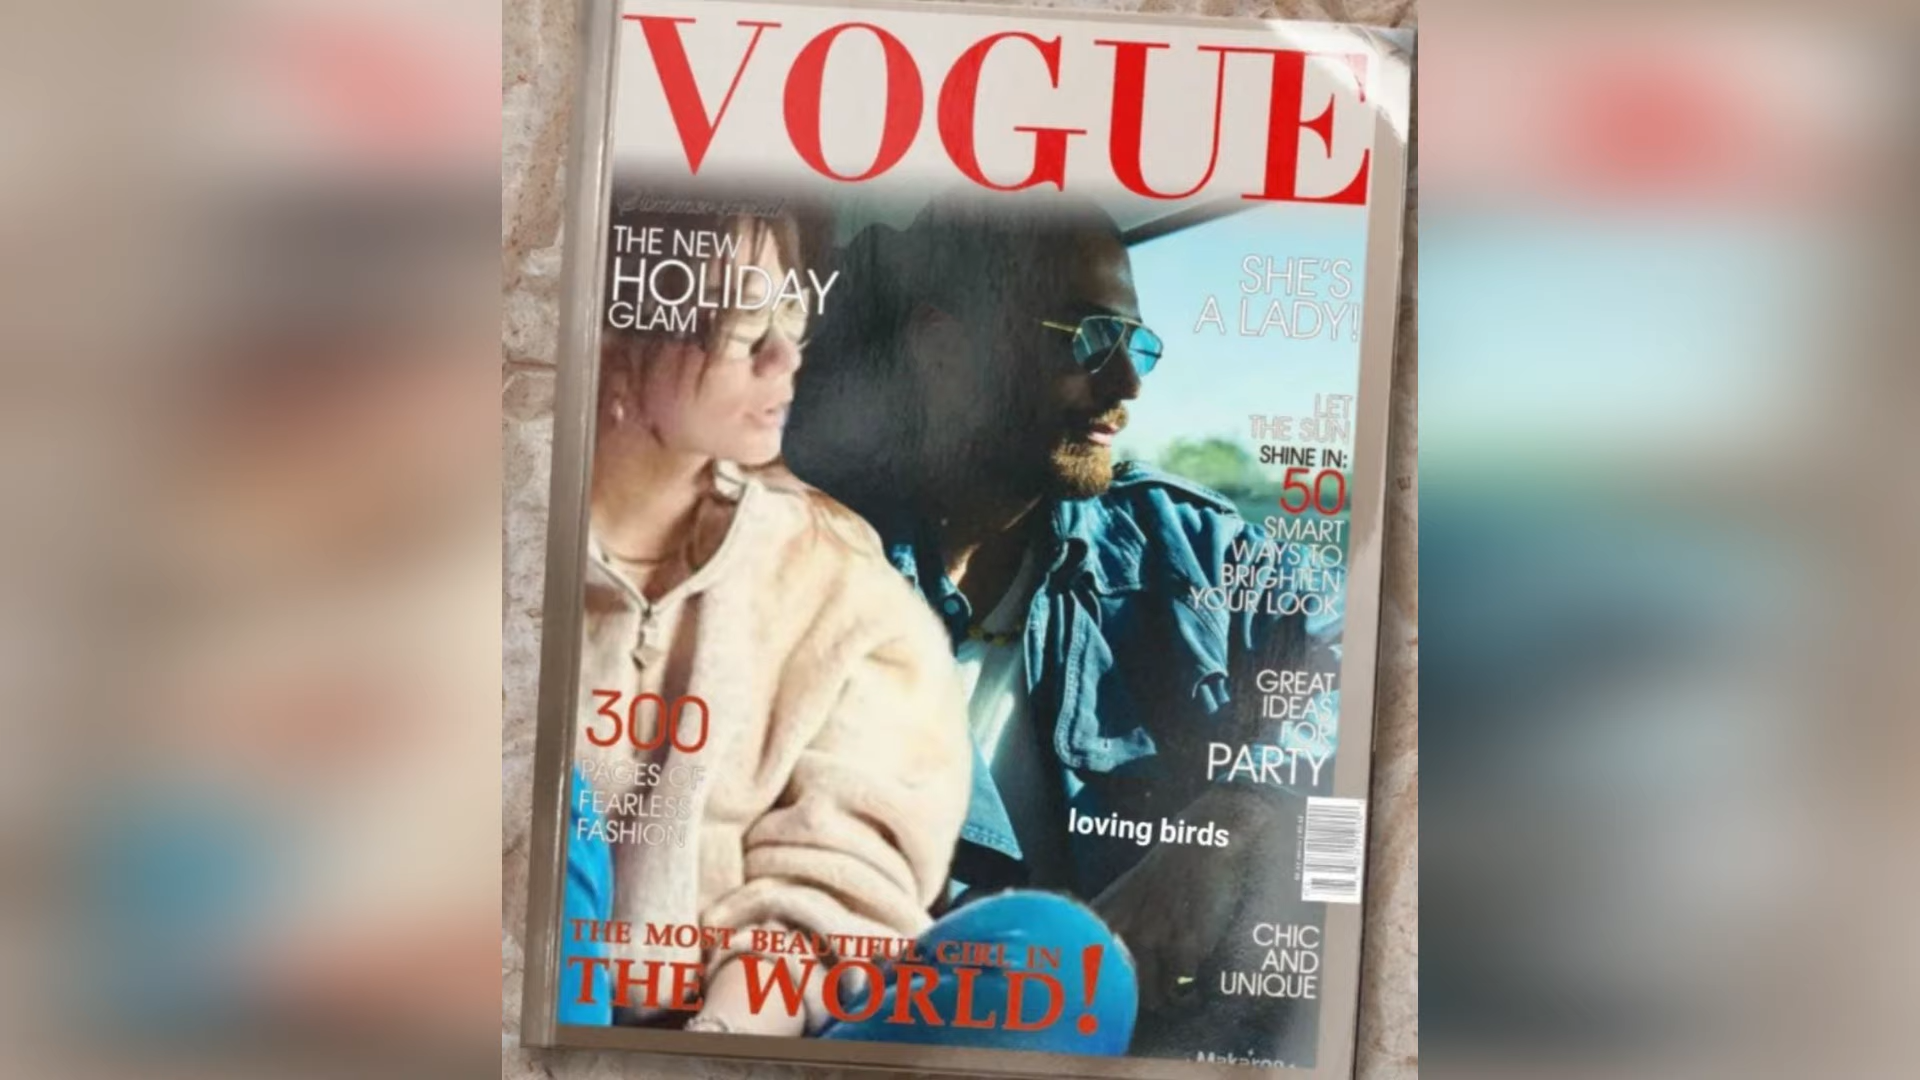 VOGUE
THE NEW
HOLIDAY
GLAM
SHE'S
A LADY!
LET
THE SUN
SHINE IN:
50
SMART
WAYS TO
BRIGHTEN
YOUR LOOK
300
PAGES OF
FEARLESS
FASHION
GREAT
IDEAS
FOR
PARTY
loving birds
THE MOST BEAUTIFUL GIRL IN
THE WORLD!
CHIC
AND
UNIQUE